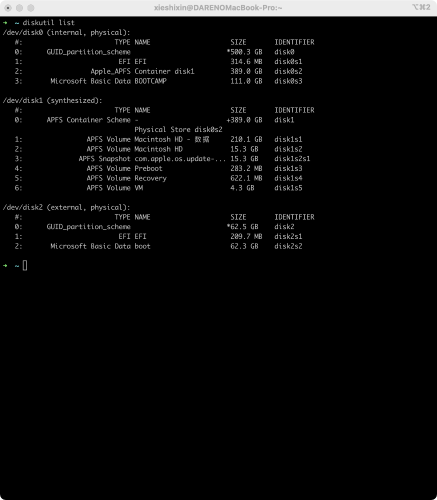 xieshixin@DARENOMacBook-Pro:~
⌥⌘2
➜ ~ diskutil list
/dev/disk0 (internal, physical):
#: TYPE NAME SIZE IDENTIFIER
0: GUID_partition_scheme *500.3 GB disk0
1: EFI EFI 314.6 MB disk0s1
2: Apple_APFS Container disk1 389.0 GB disk0s2
3: Microsoft Basic Data BOOTCAMP 111.0 GB disk0s3
/dev/disk1 (synthesized):
#: TYPE NAME SIZE IDENTIFIER
0: APFS Container Scheme - +389.0 GB disk1
Physical Store disk0s2
1: APFS Volume Macintosh HD - 数据 210.1 GB disk1s1
2: APFS Volume Macintosh HD 15.3 GB disk1s2
3: APFS Snapshot com.apple.os.update-... 15.3 GB disk1s2s1
4: APFS Volume Preboot 283.2 MB disk1s3
5: APFS Volume Recovery 622.1 MB disk1s4
6: APFS Volume VM 4.3 GB disk1s5
/dev/disk2 (external, physical):
#: TYPE NAME SIZE IDENTIFIER
0: GUID_partition_scheme *62.5 GB disk2
1: EFI EFI 209.7 MB disk2s1
2: Microsoft Basic Data boot 62.3 GB disk2s2
➜ ~